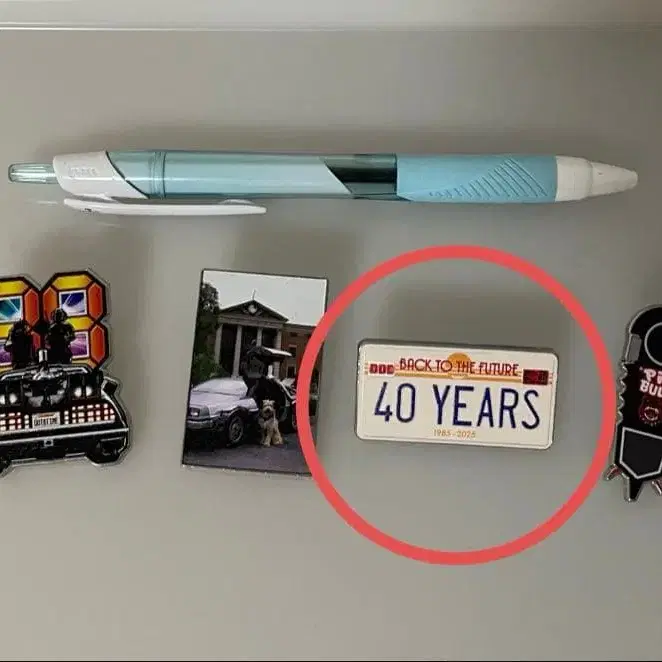 BACK TO THE FUTURE
40 YEARS
1985-2025